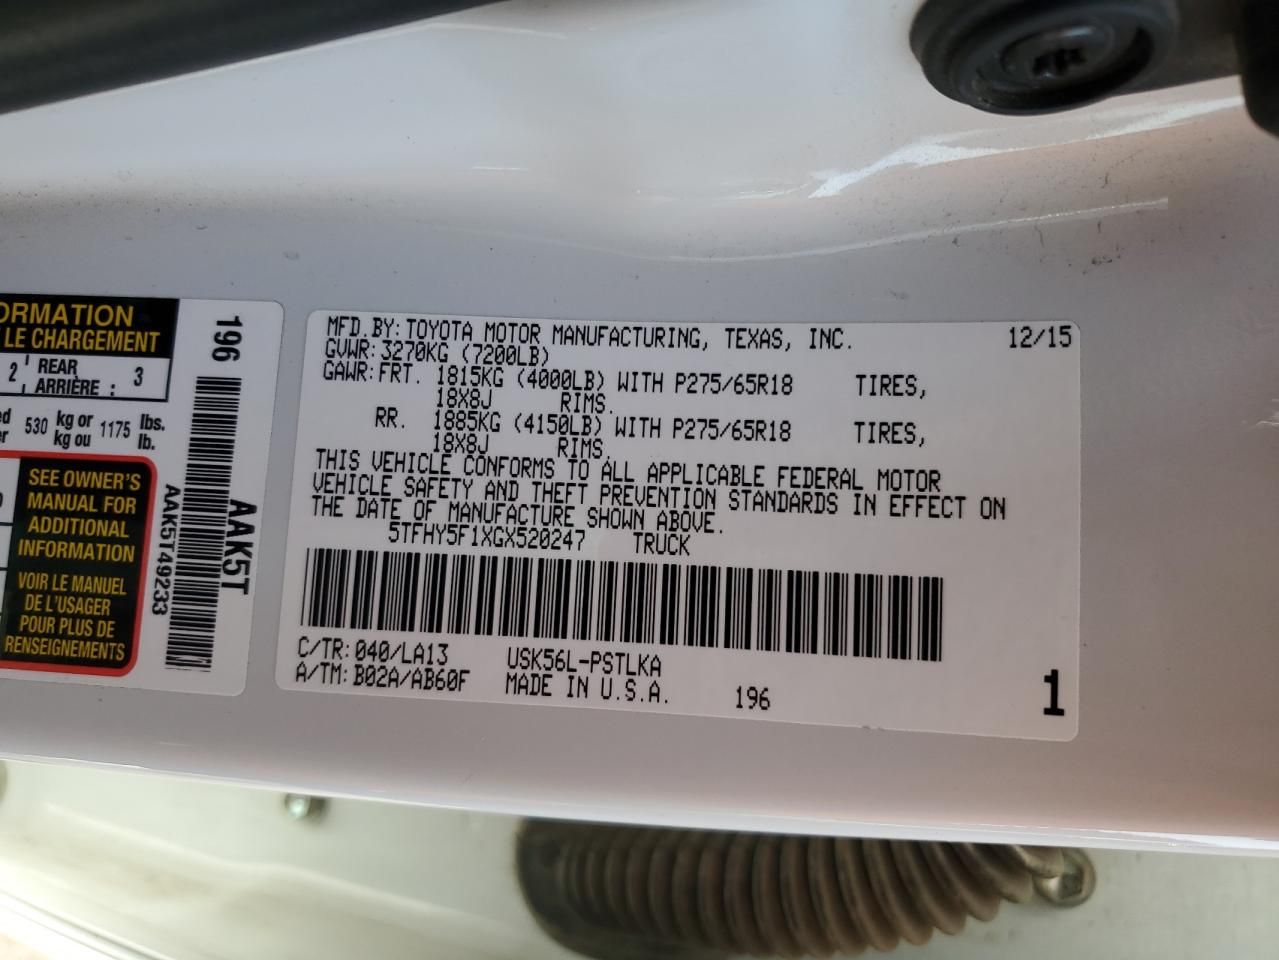 ORMATION
LE CHARGEMENT
2 REAR
ARRIÈRE : 3
530 kg or 1175 lbs.
kg ou lb.
SEE OWNER'S
MANUAL FOR
ADDITIONAL
INFORMATION
VOIR LE MANUEL
DE L'USAGER
POUR PLUS DE
RENSEIGNEMENTS
196
AAK5T
AAK5T49233
MFD.BY: TOYOTA MOTOR MANUFACTURING, TEXAS, INC. 12/15
GVWR: 3270KG (7200LB)
GAWR: FRT. 1815KG (4000LB) WITH P275/65R18 TIRES,
18X8J RIMS.
RR. 1885KG (4150LB) WITH P275/65R18 TIRES,
18X8J RIMS.
THIS VEHICLE CONFORMS TO ALL APPLICABLE FEDERAL MOTOR
VEHICLE SAFETY AND THEFT PREVENTION STANDARDS IN EFFECT ON
THE DATE OF MANUFACTURE SHOWN ABOVE.
5TFHY5F1XGX520247 TRUCK
C/TR: 040/LA13 USK56L-PSTLKA
A/TM: B02A/AB60F MADE IN U.S.A. 196 1